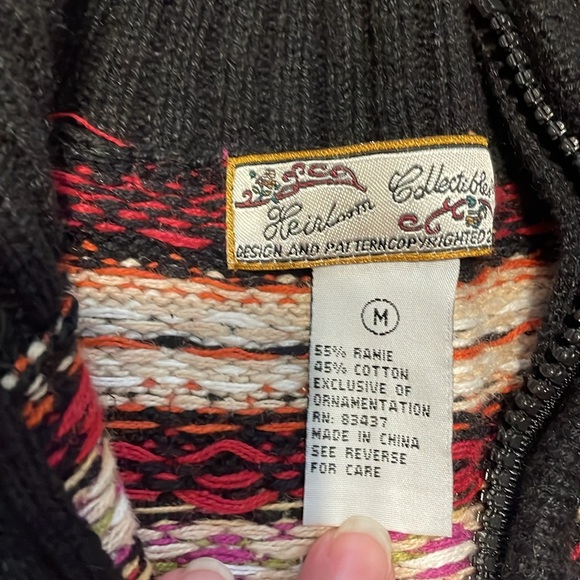 Heirloom Collectibles
DESIGN AND PATTERN COPYRIGHTED
M
55% RAMIE
45% COTTON
EXCLUSIVE OF
ORNAMENTATION
RN: 83437
MADE IN CHINA
SEE REVERSE
FOR CARE